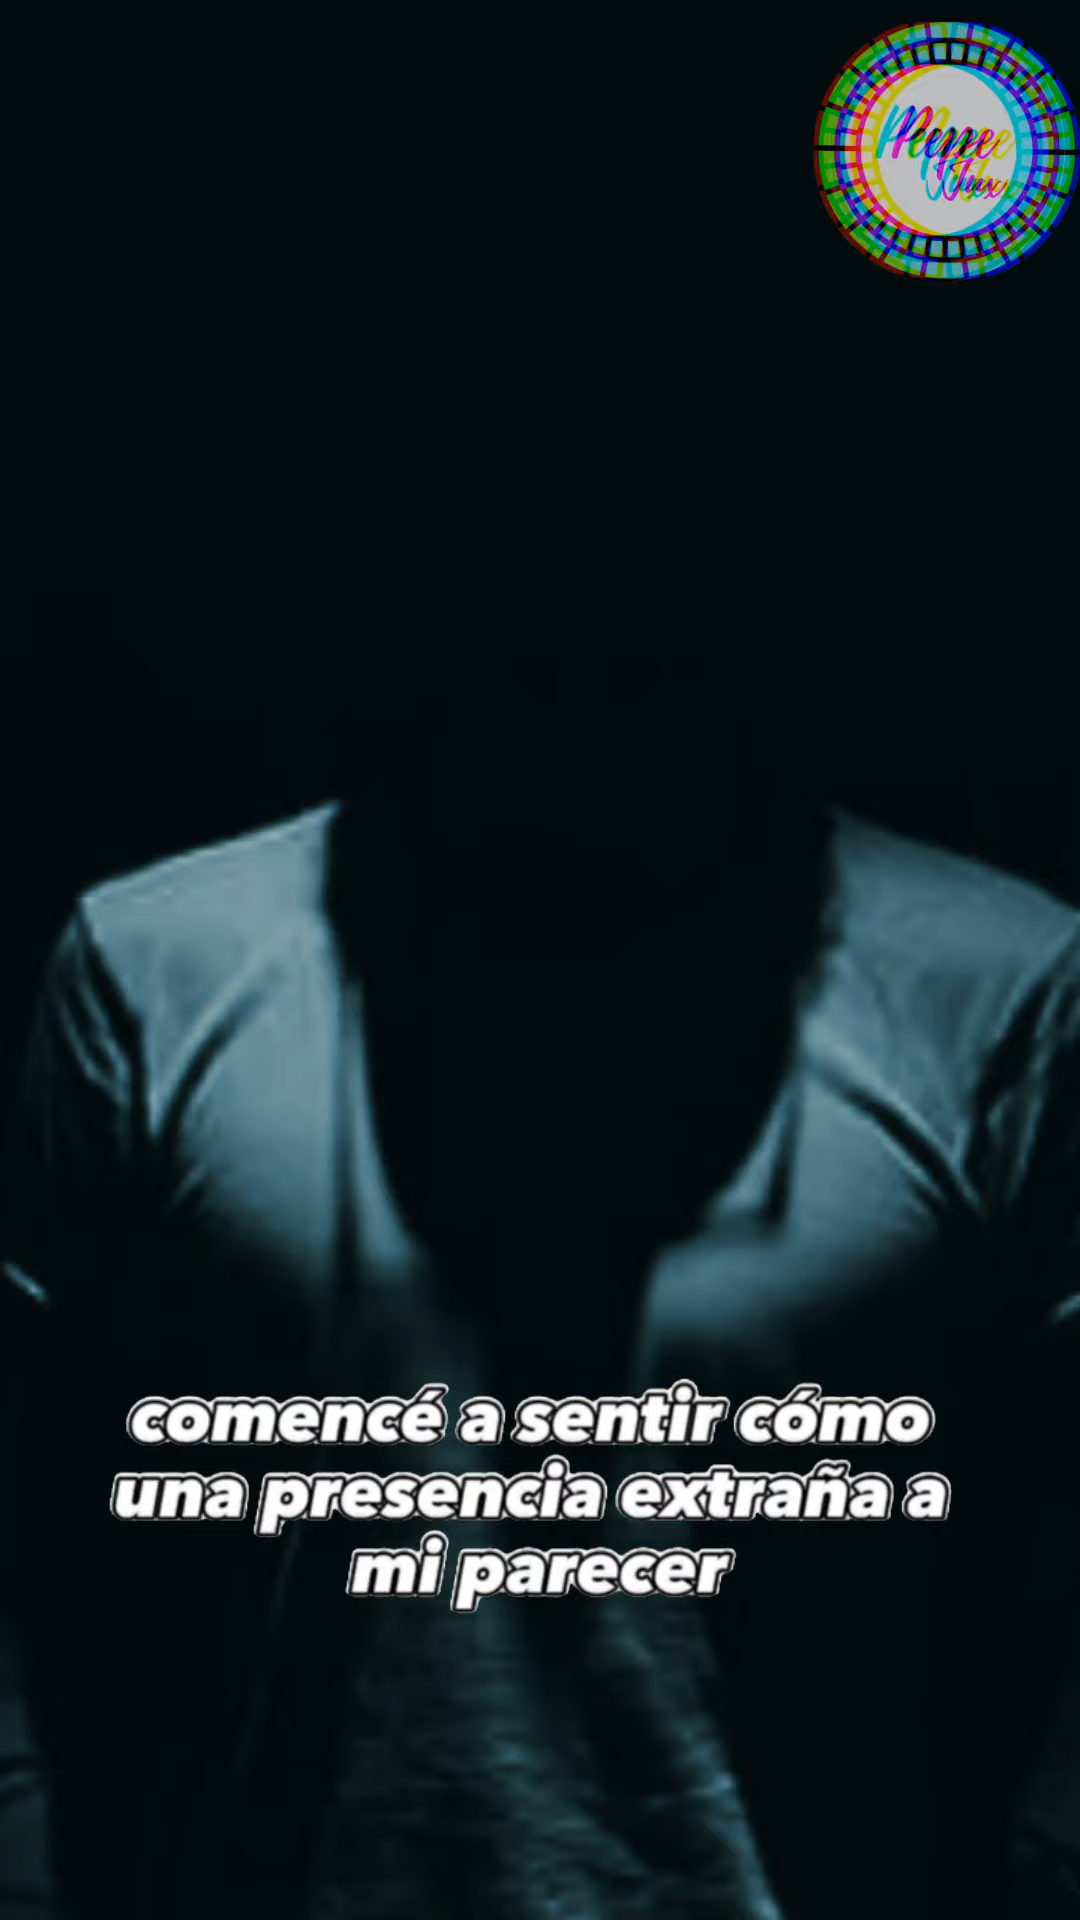 comencé a sentir cómo
una presencia extraña a
mi parecer